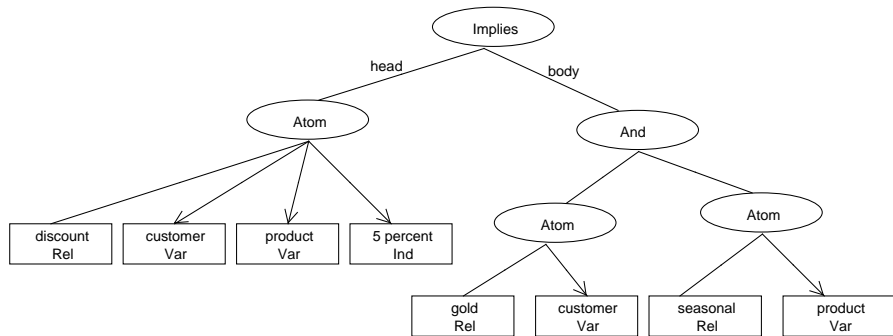 Implies
head
body
Atom
And
Atom
Atom
discount
Rel
customer
Var
product
Var
5 percent
Ind
gold
Rel
customer
Var
seasonal
Rel
product
Var